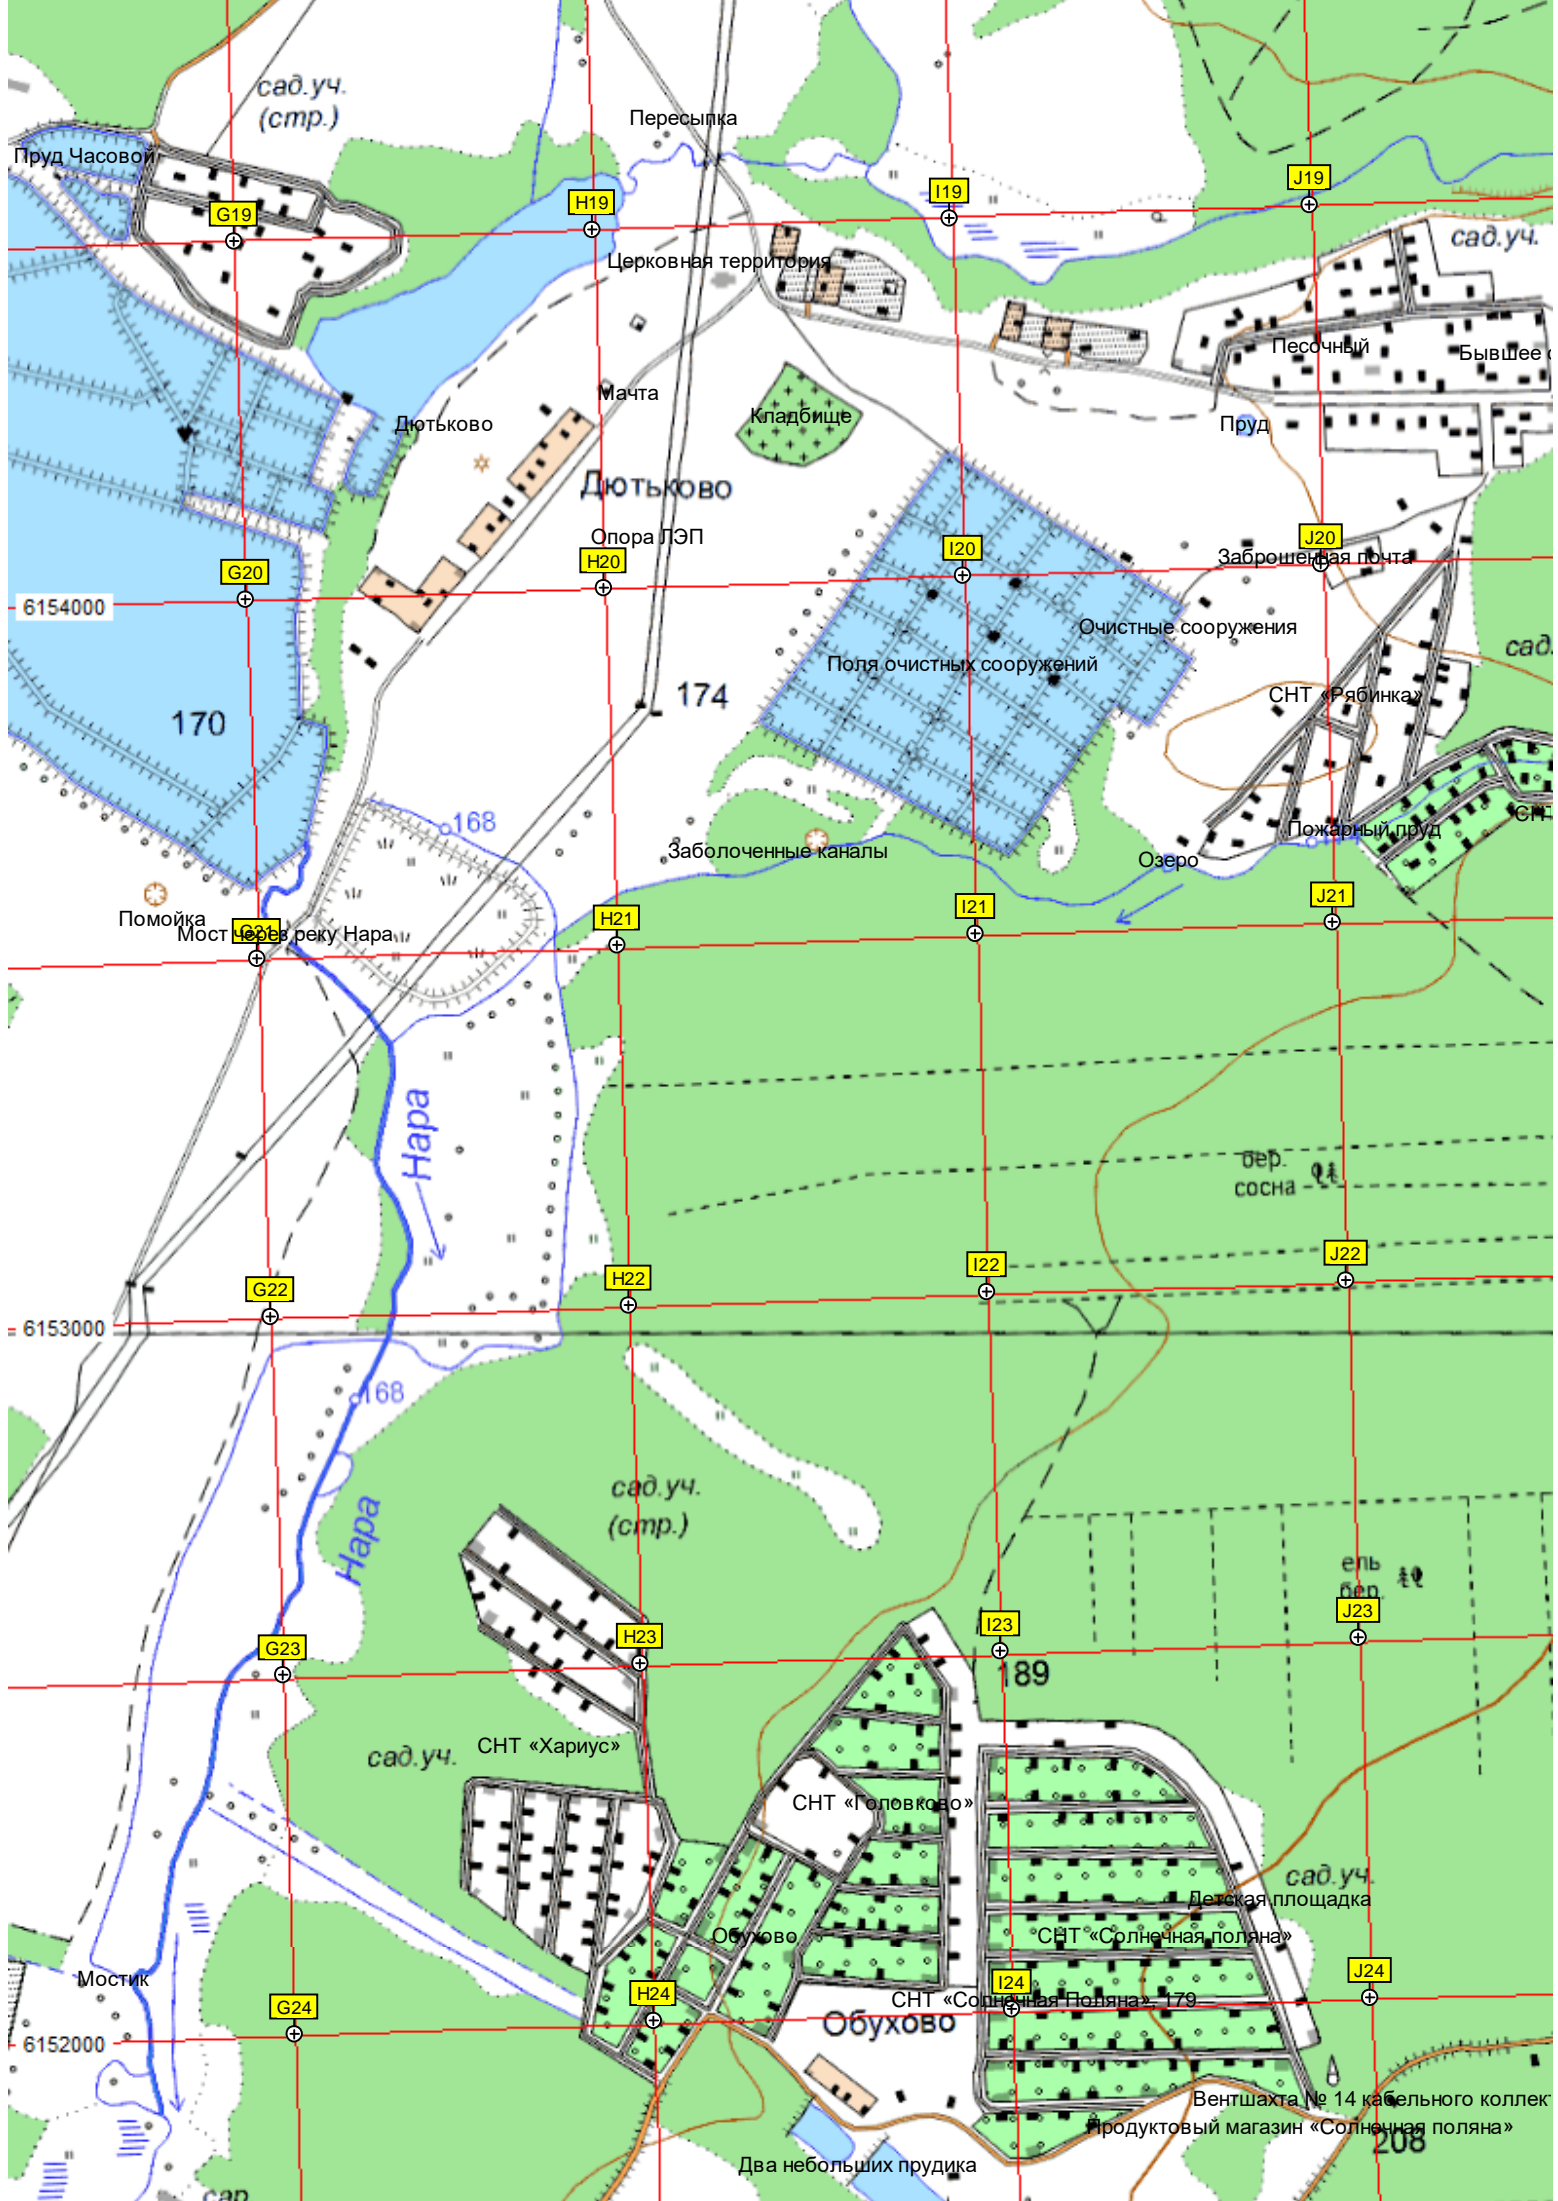 сад.уч.
(стр.)
Пересыпка
Пруд Часовой
G19
H19
I19
J19
сад.уч.
Церковная территория
Песочный
Бывшее
Мачта
Кладбище
Дютьково
Пруд
Дютьково
Опора ЛЭП
G20
H20
I20
J20
Заброшенная почта
6154000
Очистные сооружения
сад.
Поля очистных сооружений
170
174
СНТ «Рябинка»
168
Пожарный пруд
СНТ
Заболоченные каналы
Озеро
Помойка
G21
Мост через реку Нара
H21
I21
J21
Нара
бер.
сосна
G22
H22
I22
J22
6153000
168
сад.уч.
(стр.)
Нара
ель
бер.
G23
H23
I23
J23
189
СНТ «Хариус»
сад.уч.
СНТ «Головково»
сад.уч.
Детская площадка
Обухово
СНТ «Солнечная поляна»
Мостик
G24
H24
I24
J24
СНТ «Солнечная Поляна», 179
Обухово
6152000
Вентшахта № 14 кабельного коллек
Продуктовый магазин «Солнечная поляна»
208
Два небольших прудика
сар.